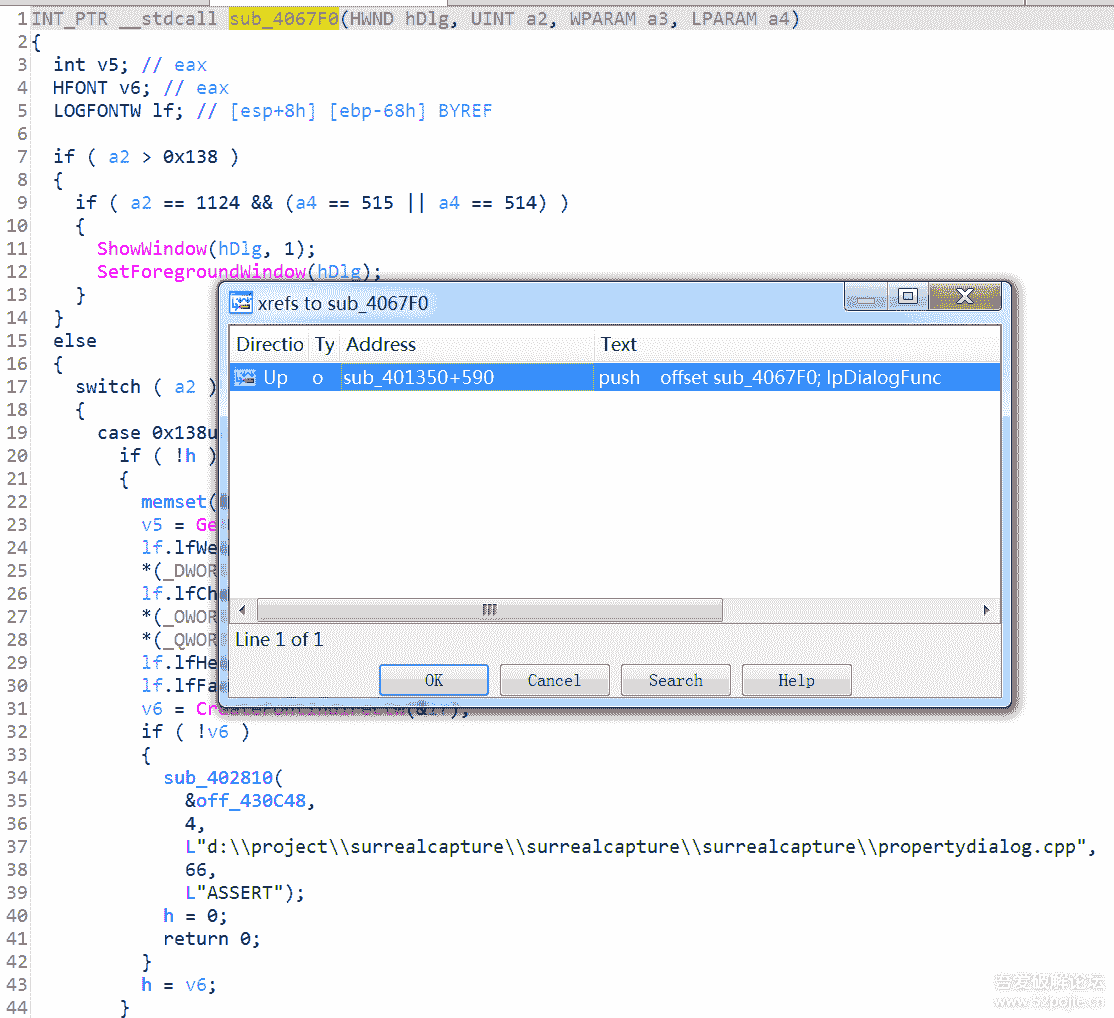 1 INT_PTR __stdcall sub_4067F0(HWND hDlg, UINT a2, WPARAM a3, LPARAM a4)
2 {
3 int v5; // eax
4 HFONT v6; // eax
5 LOGFONTW lf; // [esp+8h] [ebp-68h] BYREF
6
7 if ( a2 > 0x138 )
8 {
9 if ( a2 == 1124 && (a4 == 515 || a4 == 514) )
10 {
11 ShowWindow(hDlg, 1);
12 SetForegroundWindow(hDlg);
13 }
14 }
15 else
16 {
17 switch ( a2 )
18 {
19 case 0x138u
20 if ( !h )
21 {
22 memset(
23 v5 = Ge
24 lf.lfWe
25 *(_DWOR
26 lf.lfCh
27 *(_OWOR
28 *(_QWOR
29 lf.lfHe
30 lf.lfFa
31 v6 = CreateFontIndirectW(&lf);
32 if ( !v6 )
33 {
34 sub_402810(
35 &off_430C48,
36 4,
37 L"d:\\project\\surrealcapture\\surrealcapture\\surrealcapture\\propertydialog.cpp",
38 66,
39 L"ASSERT");
40 h = 0;
41 return 0;
42 }
43 h = v6;
44 }
xrefs to sub_4067F0
Directio Ty Address Text
Up o sub_401350+590 push offset sub_4067F0; lpDialogFunc
Line 1 of 1
OK Cancel Search Help
吾爱破解论坛
www.52pojie.cn